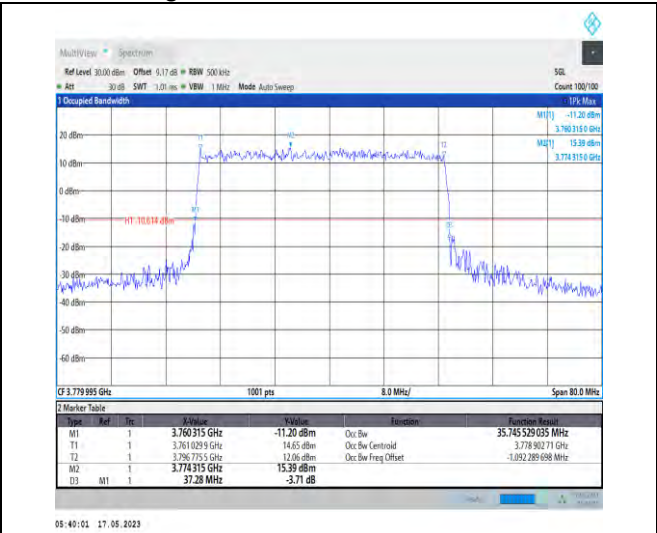 MultiView Spectrum
Ref Level 30.00 dBm Offset 9.17 dB RBW 500 kHz SGL
Att 30 dB SWT 1.01 ms VBW 1 MHz Mode Auto Sweep Count 100/100
1 Occupied Bandwidth 1Pk Max
M1[1] -11.20 dBm
3.760 315 0 GHz
M2[1] 15.39 dBm
3.774 315 0 GHz
20 dBm
T1 M2 T2
10 dBm
0 dBm
M1
-10 dBm H1 -10.614 dBm
D3
-20 dBm
-30 dBm
-40 dBm
-50 dBm
-60 dBm
CF 3.779 995 GHz 1001 pts 8.0 MHz/ Span 80.0 MHz
2 Marker Table
Type Ref Trc X-Value Y-Value Function Function Result
M1 1 3.760 315 GHz -11.20 dBm Occ Bw 35.745 529 035 MHz
T1 1 3.761 029 9 GHz 14.65 dBm Occ Bw Centroid 3.778 902 71 GHz
T2 1 3.796 775 5 GHz 12.06 dBm Occ Bw Freq Offset -1.092 289 698 MHz
M2 1 3.774 315 GHz 15.39 dBm
D3 M1 1 37.28 MHz -3.71 dB
05:40:01 17.05.2023